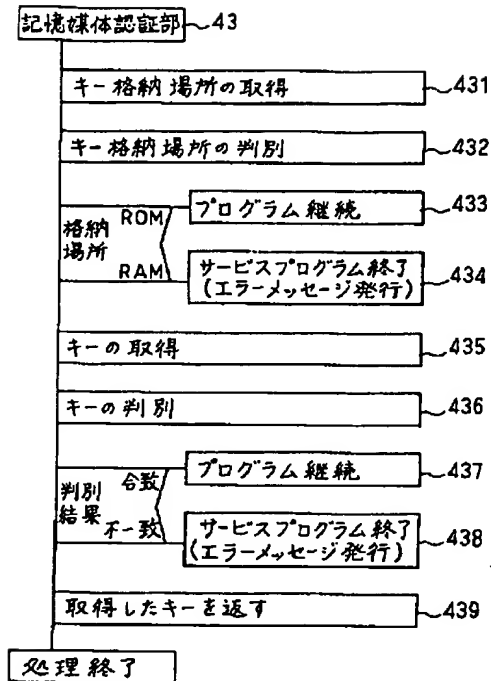 記憶媒体認証部 43
キー格納場所の取得 431
キー格納場所の判別 432
格納場所
ROM
プログラム継続 433
RAM
サービスプログラム終了
(エラーメッセージ発行) 434
キーの取得 435
キーの判別 436
判別結果
合致
プログラム継続 437
不一致
サービスプログラム終了
(エラーメッセージ発行) 438
取得したキーを返す 439
処理終了